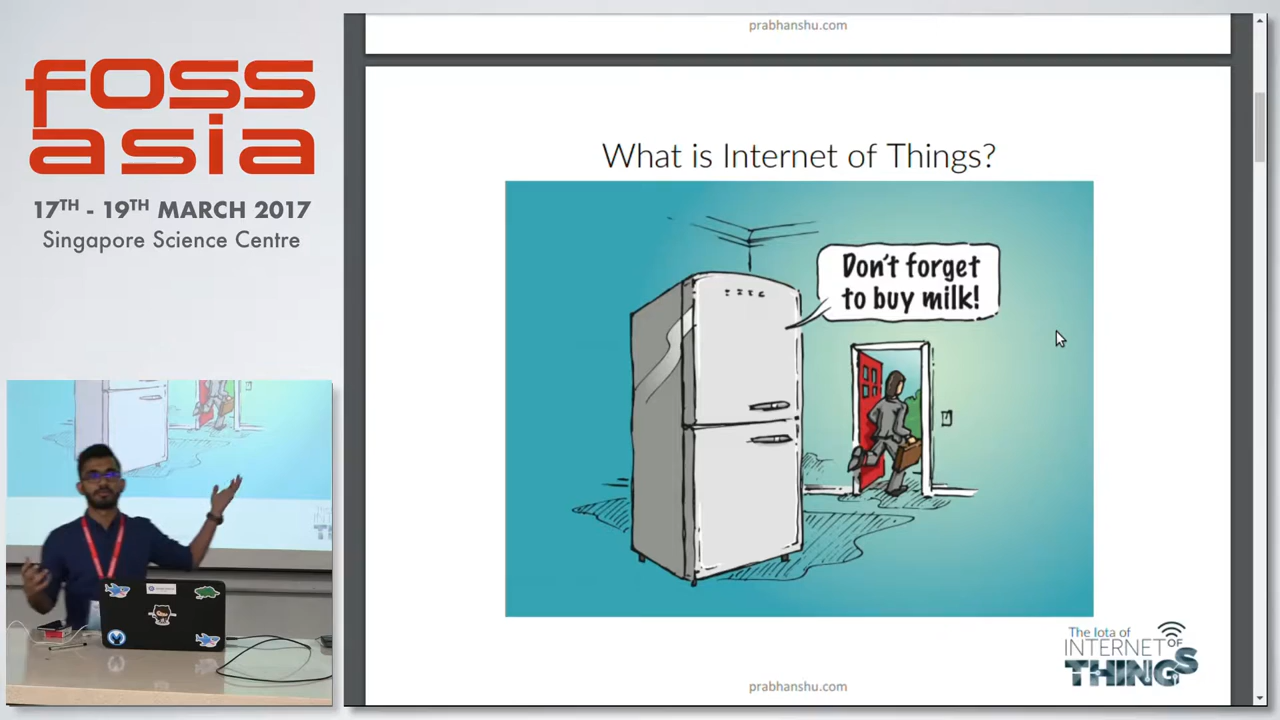 foss
asia
17TH - 19TH MARCH 2017
Singapore Science Centre
prabhanshu.com
What is Internet of Things?
Don't forget
to buy milk!
The Iota of
INTERNET OF
THINGS
prabhanshu.com